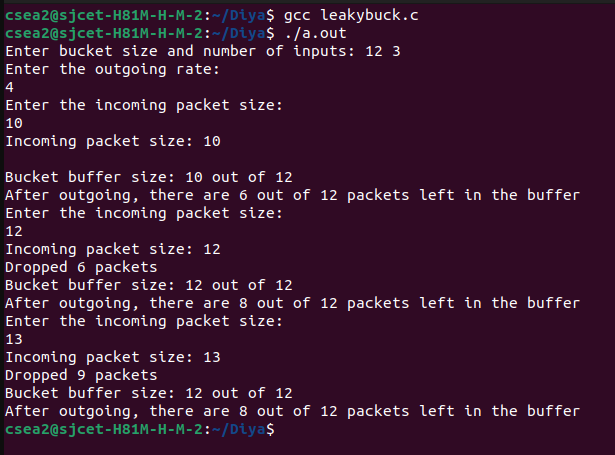 csea2@sjcet-H81M-H-M-2:~/Diya$ gcc leakybuck.c
csea2@sjcet-H81M-H-M-2:~/Diya$ ./a.out
Enter bucket size and number of inputs: 12 3
Enter the outgoing rate:
4
Enter the incoming packet size:
10
Incoming packet size: 10

Bucket buffer size: 10 out of 12
After outgoing, there are 6 out of 12 packets left in the buffer
Enter the incoming packet size:
12
Incoming packet size: 12
Dropped 6 packets
Bucket buffer size: 12 out of 12
After outgoing, there are 8 out of 12 packets left in the buffer
Enter the incoming packet size:
13
Incoming packet size: 13
Dropped 9 packets
Bucket buffer size: 12 out of 12
After outgoing, there are 8 out of 12 packets left in the buffer
csea2@sjcet-H81M-H-M-2:~/Diya$